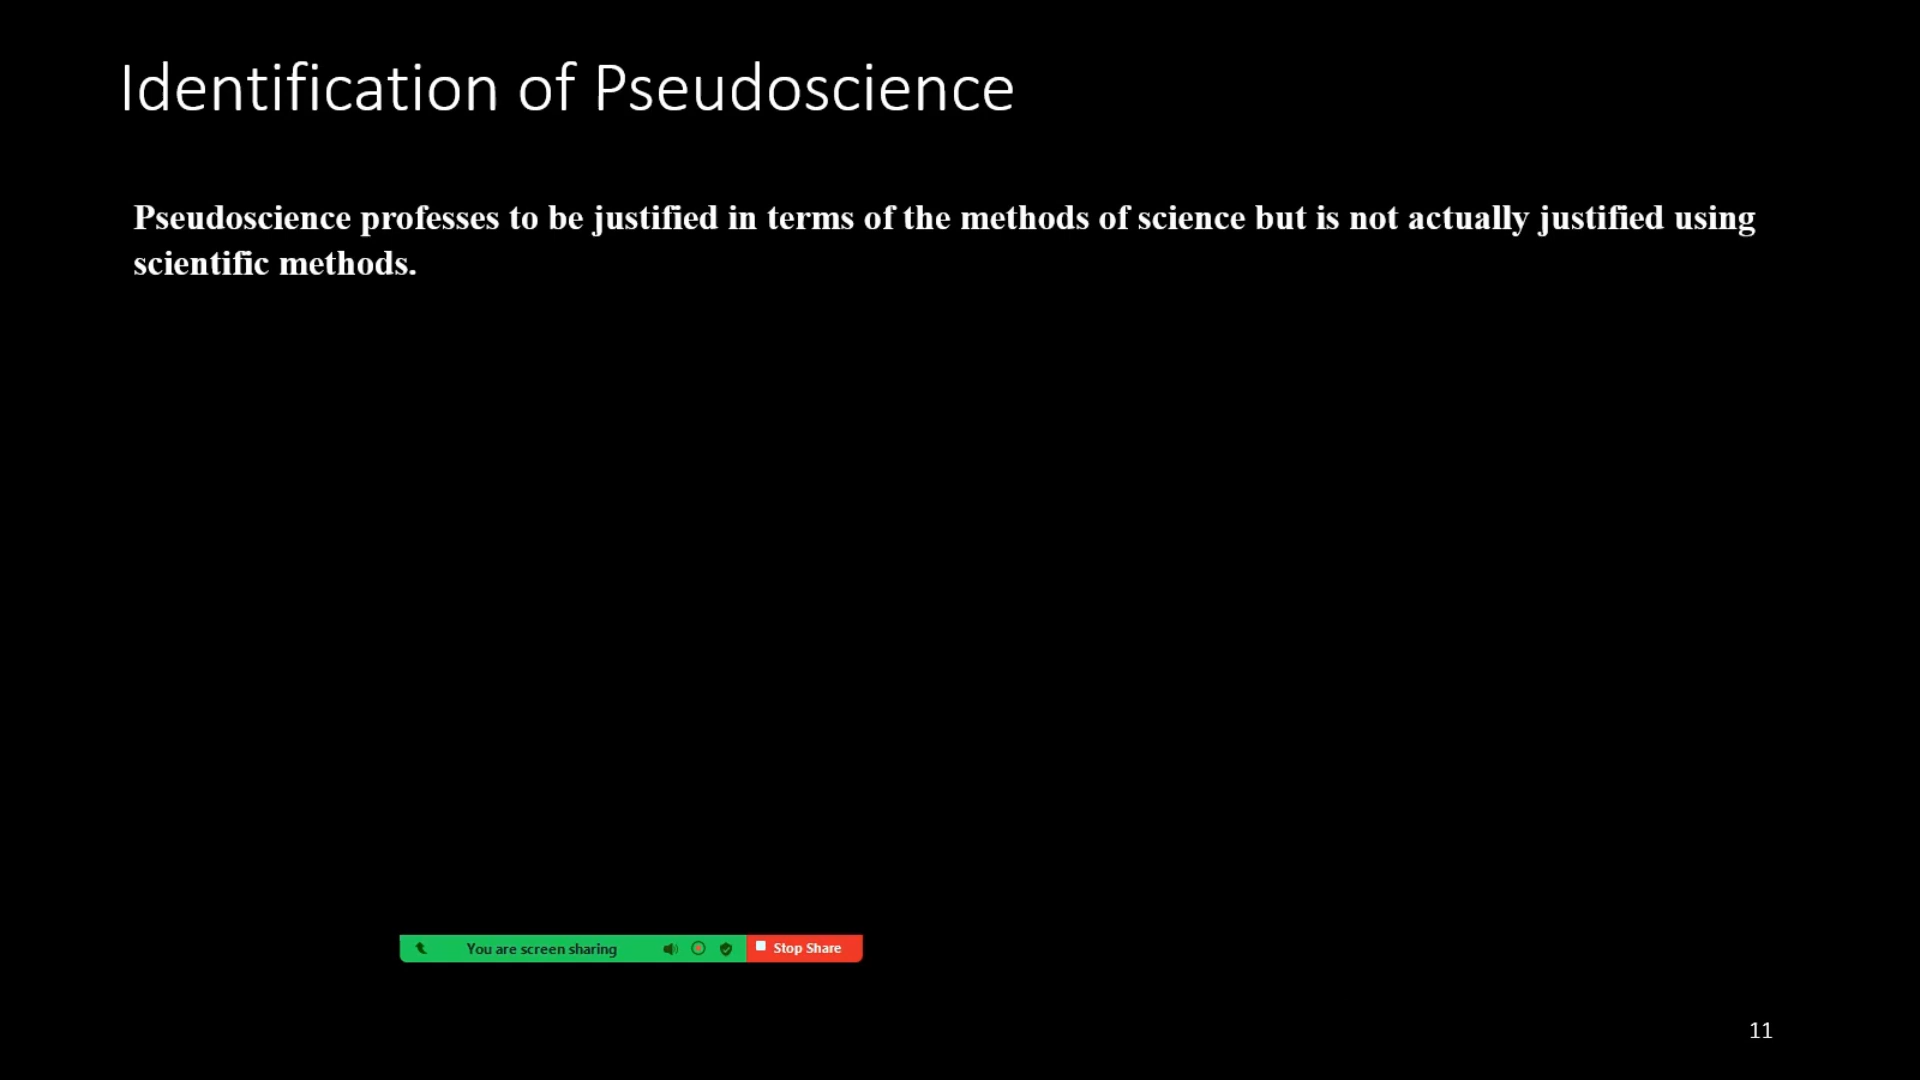 Identification of Pseudoscience
Pseudoscience professes to be justified in terms of the methods of science but is not actually justified using
scientific methods.
You are screen sharing
Stop Share
11